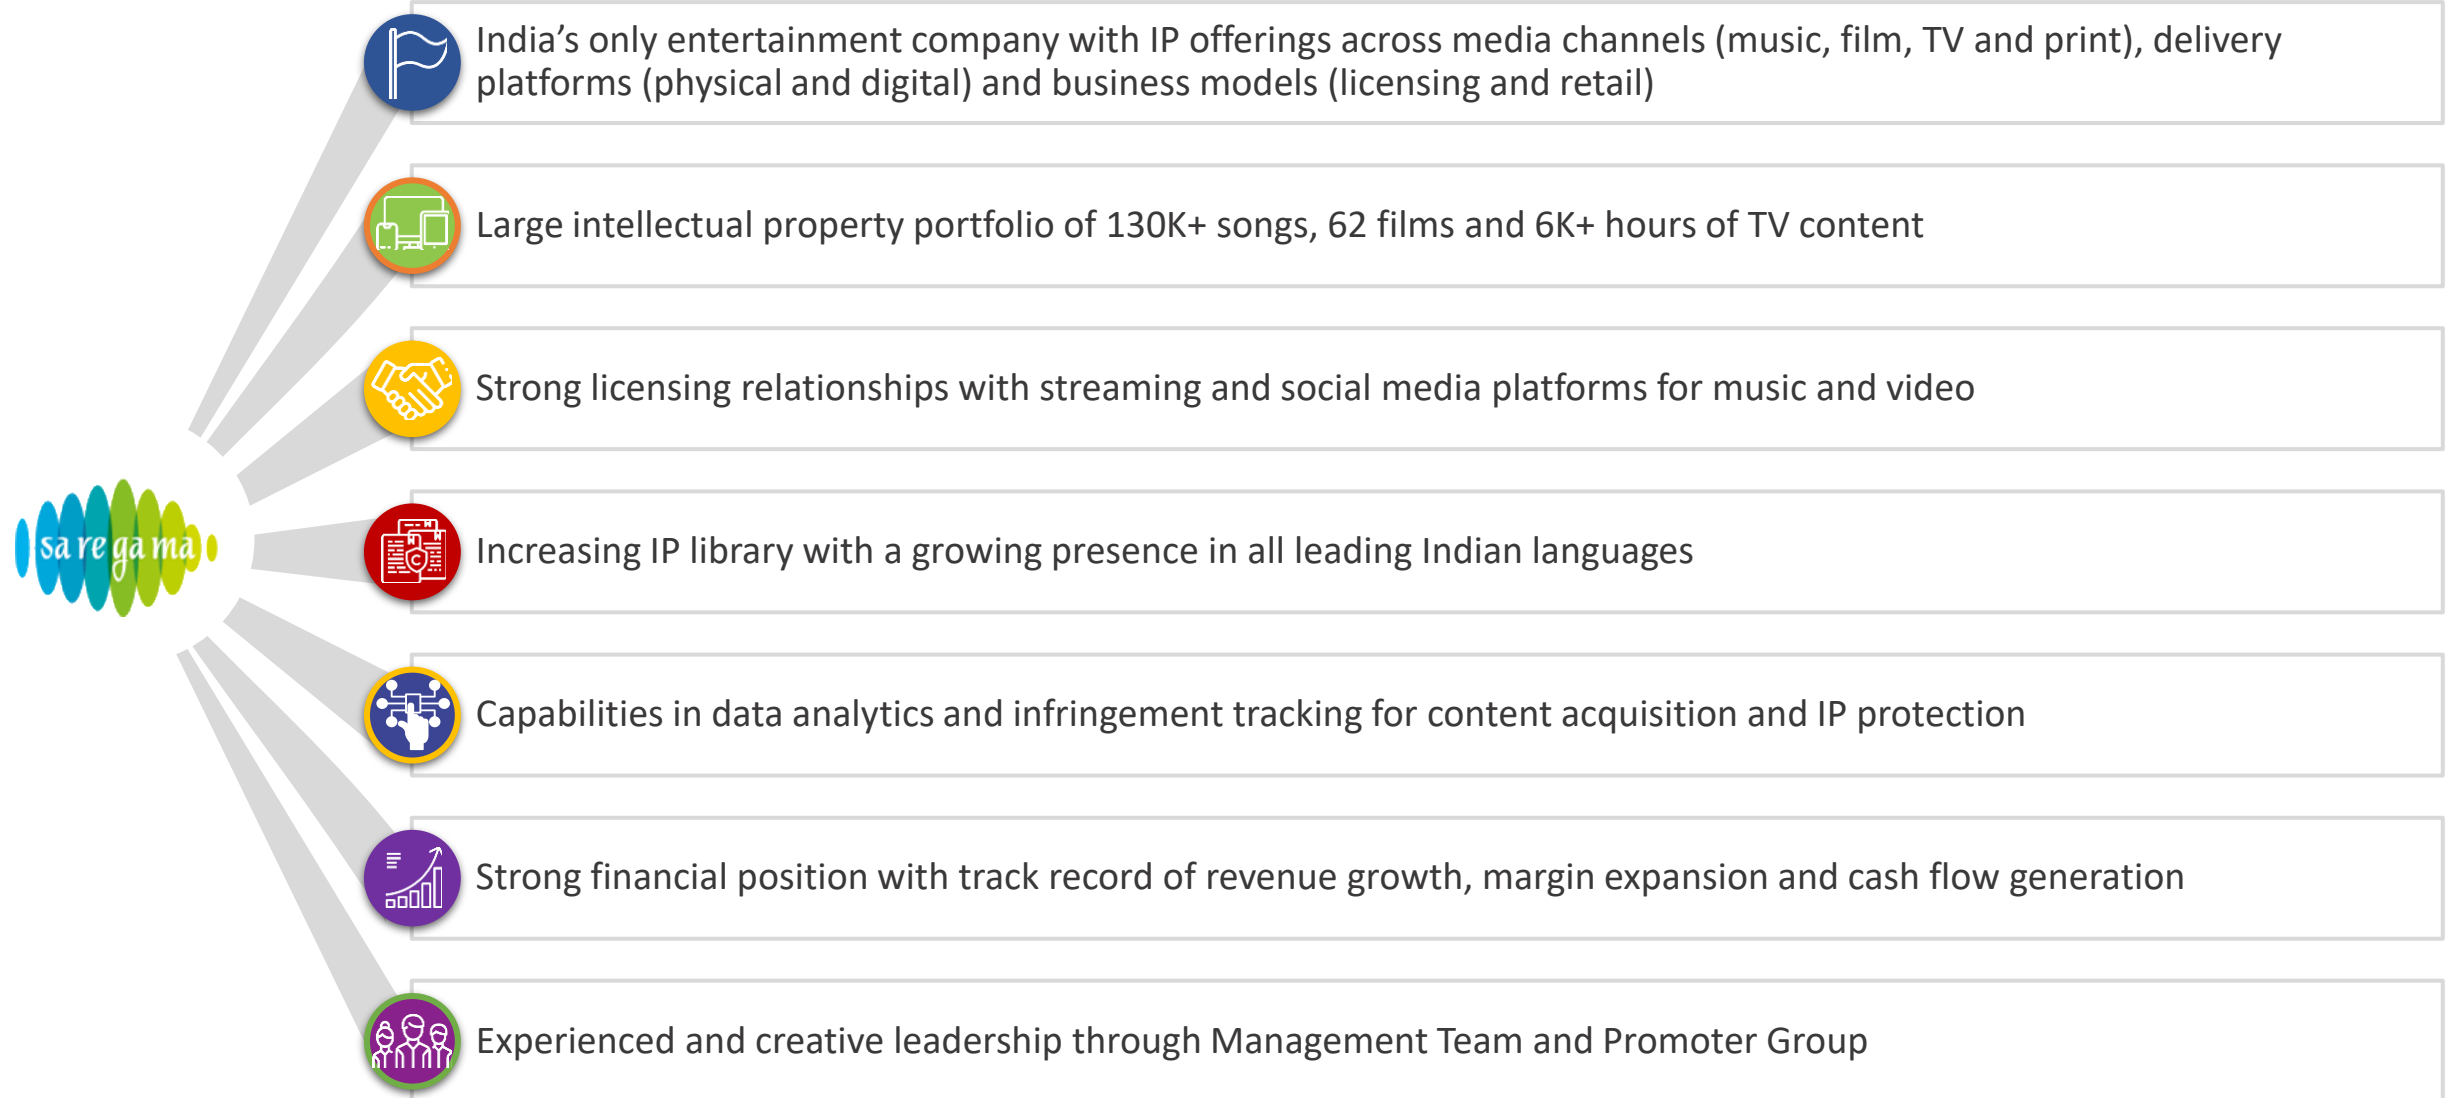 India’s only entertainment company with IP offerings across media channels (music, film, TV and print), delivery
platforms (physical and digital) and business models (licensing and retail)
Large intellectual property portfolio of 130K+ songs, 62 films and 6K+ hours of TV content
Strong licensing relationships with streaming and social media platforms for music and video
sa re ga ma
Increasing IP library with a growing presence in all leading Indian languages
Capabilities in data analytics and infringement tracking for content acquisition and IP protection
Strong financial position with track record of revenue growth, margin expansion and cash flow generation
Experienced and creative leadership through Management Team and Promoter Group